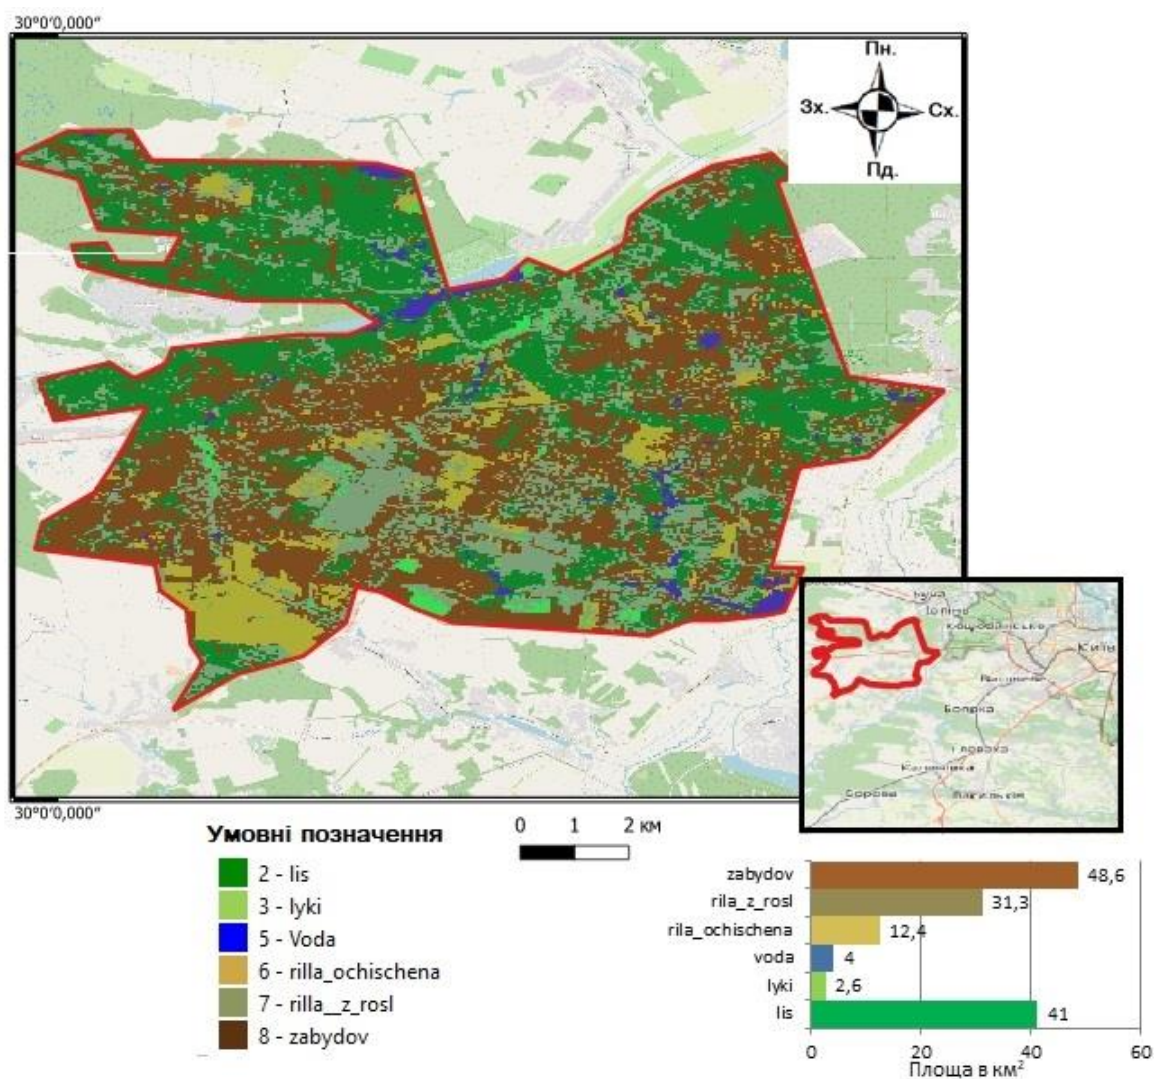 30°0′0,000″
Пн.
Зх.
Сх.
Пд.
Київ
Боярка
30°0′0,000″
Умовні позначення
2 - lis
3 - lyki
5 - Voda
6 - rilla_ochischena
7 - rilla__z_rosl
8 - zabydov
0 1 2 км
zabydov 48,6
rila_z_rosl 31,3
rila_ochischena 12,4
voda 4
lyki 2,6
lis 41
0 20 40 60
Площа в км²